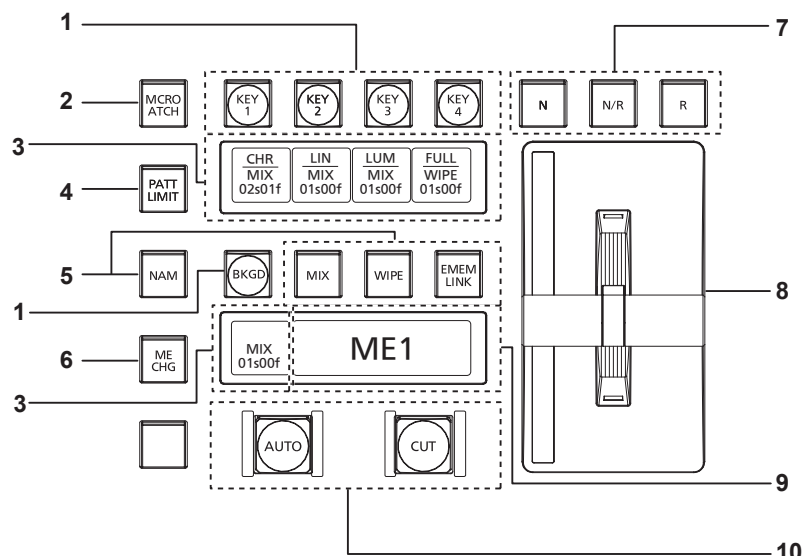 1
7
2
MCRO
ATCH
KEY
1
KEY
2
KEY
3
KEY
4
N
N/R
R
3
CHR
MIX
02s01f
LIN
MIX
01s00f
LUM
MIX
01s00f
FULL
WIPE
01s00f
4
PATT
LIMIT
5
NAM
BKGD
MIX
WIPE
EMEM
LINK
8
1
6
ME
CHG
MIX
01s00f
ME1
3
AUTO
CUT
9
10